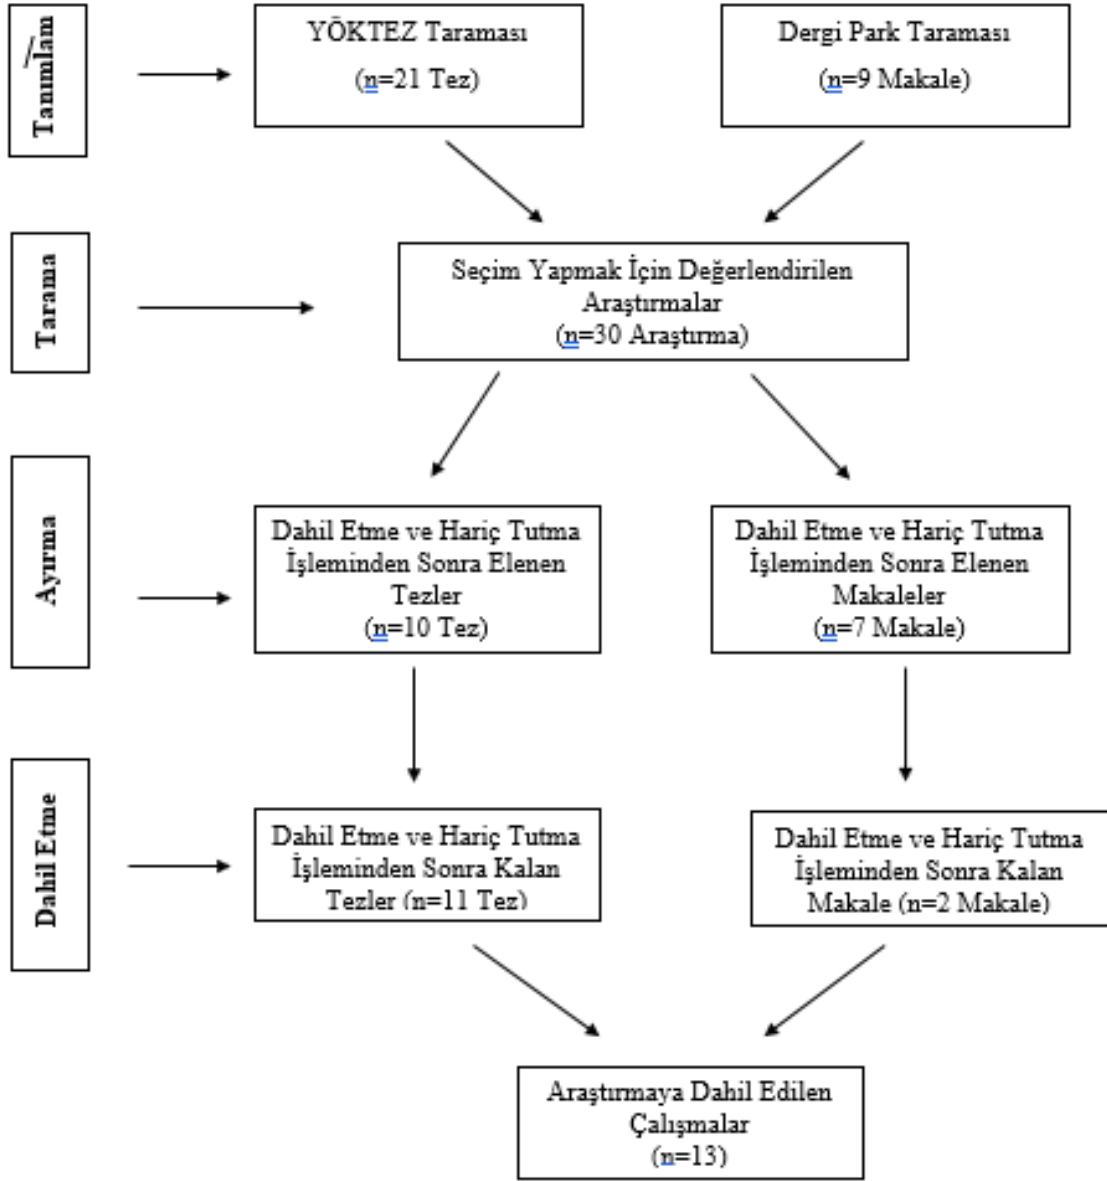 Tanımlam
YÖKTEZ Taraması
(n=21 Tez)
Dergi Park Taraması
(n=9 Makale)
Tarama
Seçim Yapmak İçin Değerlendirilen
Araştırmalar
(n=30 Araştırma)
Ayırma
Dahil Etme ve Hariç Tutma
İşleminden Sonra Elenen
Tezler
(n=10 Tez)
Dahil Etme ve Hariç Tutma
İşleminden Sonra Elenen
Makaleler
(n=7 Makale)
Dahil Etme
Dahil Etme ve Hariç Tutma
İşleminden Sonra Kalan
Tezler (n=11 Tez)
Dahil Etme ve Hariç Tutma
İşleminden Sonra Kalan
Makale (n=2 Makale)
Araştırmaya Dahil Edilen
Çalışmalar
(n=13)